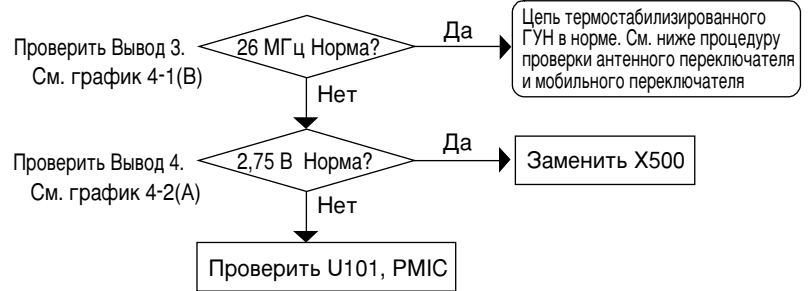 Проверить Вывод 3.
См. график 4-1(B)
26 МГц Норма?
Да
Цепь термостабилизированного
ГУН в норме. См. ниже процедуру
проверки антенного переключателя
и мобильного переключателя
Нет
Проверить Вывод 4.
См. график 4-2(A)
2,75 В Норма?
Да
Заменить X500
Нет
Проверить U101, PMIC